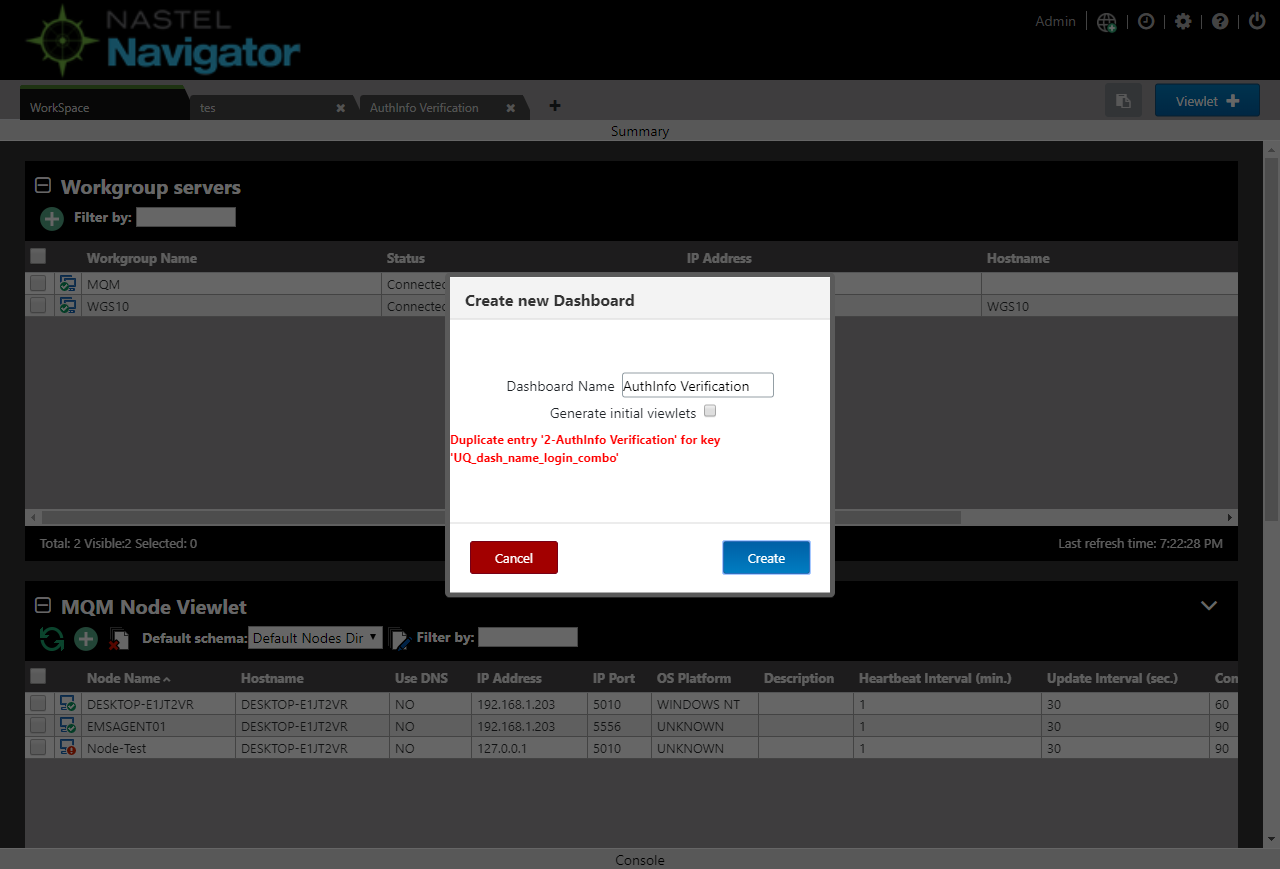 NASTEL
Navigator
Admin
WorkSpace
tes
AuthInfo Verification
Viewlet
Summary
Workgroup servers
Filter by:
Workgroup Name Status IP Address Hostname
MQM Connected
WGS10 Connected WGS10
Create new Dashboard
Dashboard Name AuthInfo Verification
Generate initial viewlets
Duplicate entry '2-AuthInfo Verification' for key
'UQ_dash_name_login_combo'
Cancel Create
Total: 2 Visible:2 Selected: 0 Last refresh time: 7:22:28 PM
MQM Node Viewlet
Default schema: Default Nodes Dir Filter by:
Node Name Hostname Use DNS IP Address IP Port OS Platform Description Heartbeat Interval (min.) Update Interval (sec.) Con
DESKTOP-E1JT2VR DESKTOP-E1JT2VR NO 192.168.1.203 5010 WINDOWS NT 1 30 60
EMSAGENT01 DESKTOP-E1JT2VR NO 192.168.1.203 5556 UNKNOWN 1 30 90
Node-Test DESKTOP-E1JT2VR NO 127.0.0.1 5010 UNKNOWN 1 30 90
Console